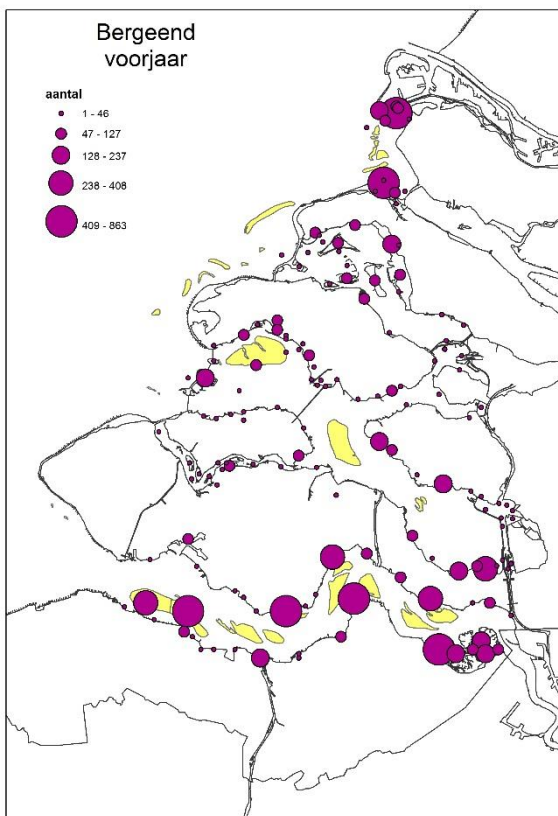 Bergeend
voorjaar
aantal
1 - 46
47 - 127
128 - 237
238 - 408
409 - 863